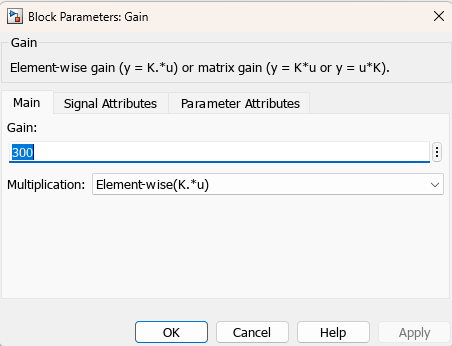 Block Parameters: Gain
Gain
Element-wise gain (y = K.*u) or matrix gain (y = K*u or y = u*K).
Main Signal Attributes Parameter Attributes
Gain:
300
Multiplication: Element-wise(K.*u)
OK Cancel Help Apply